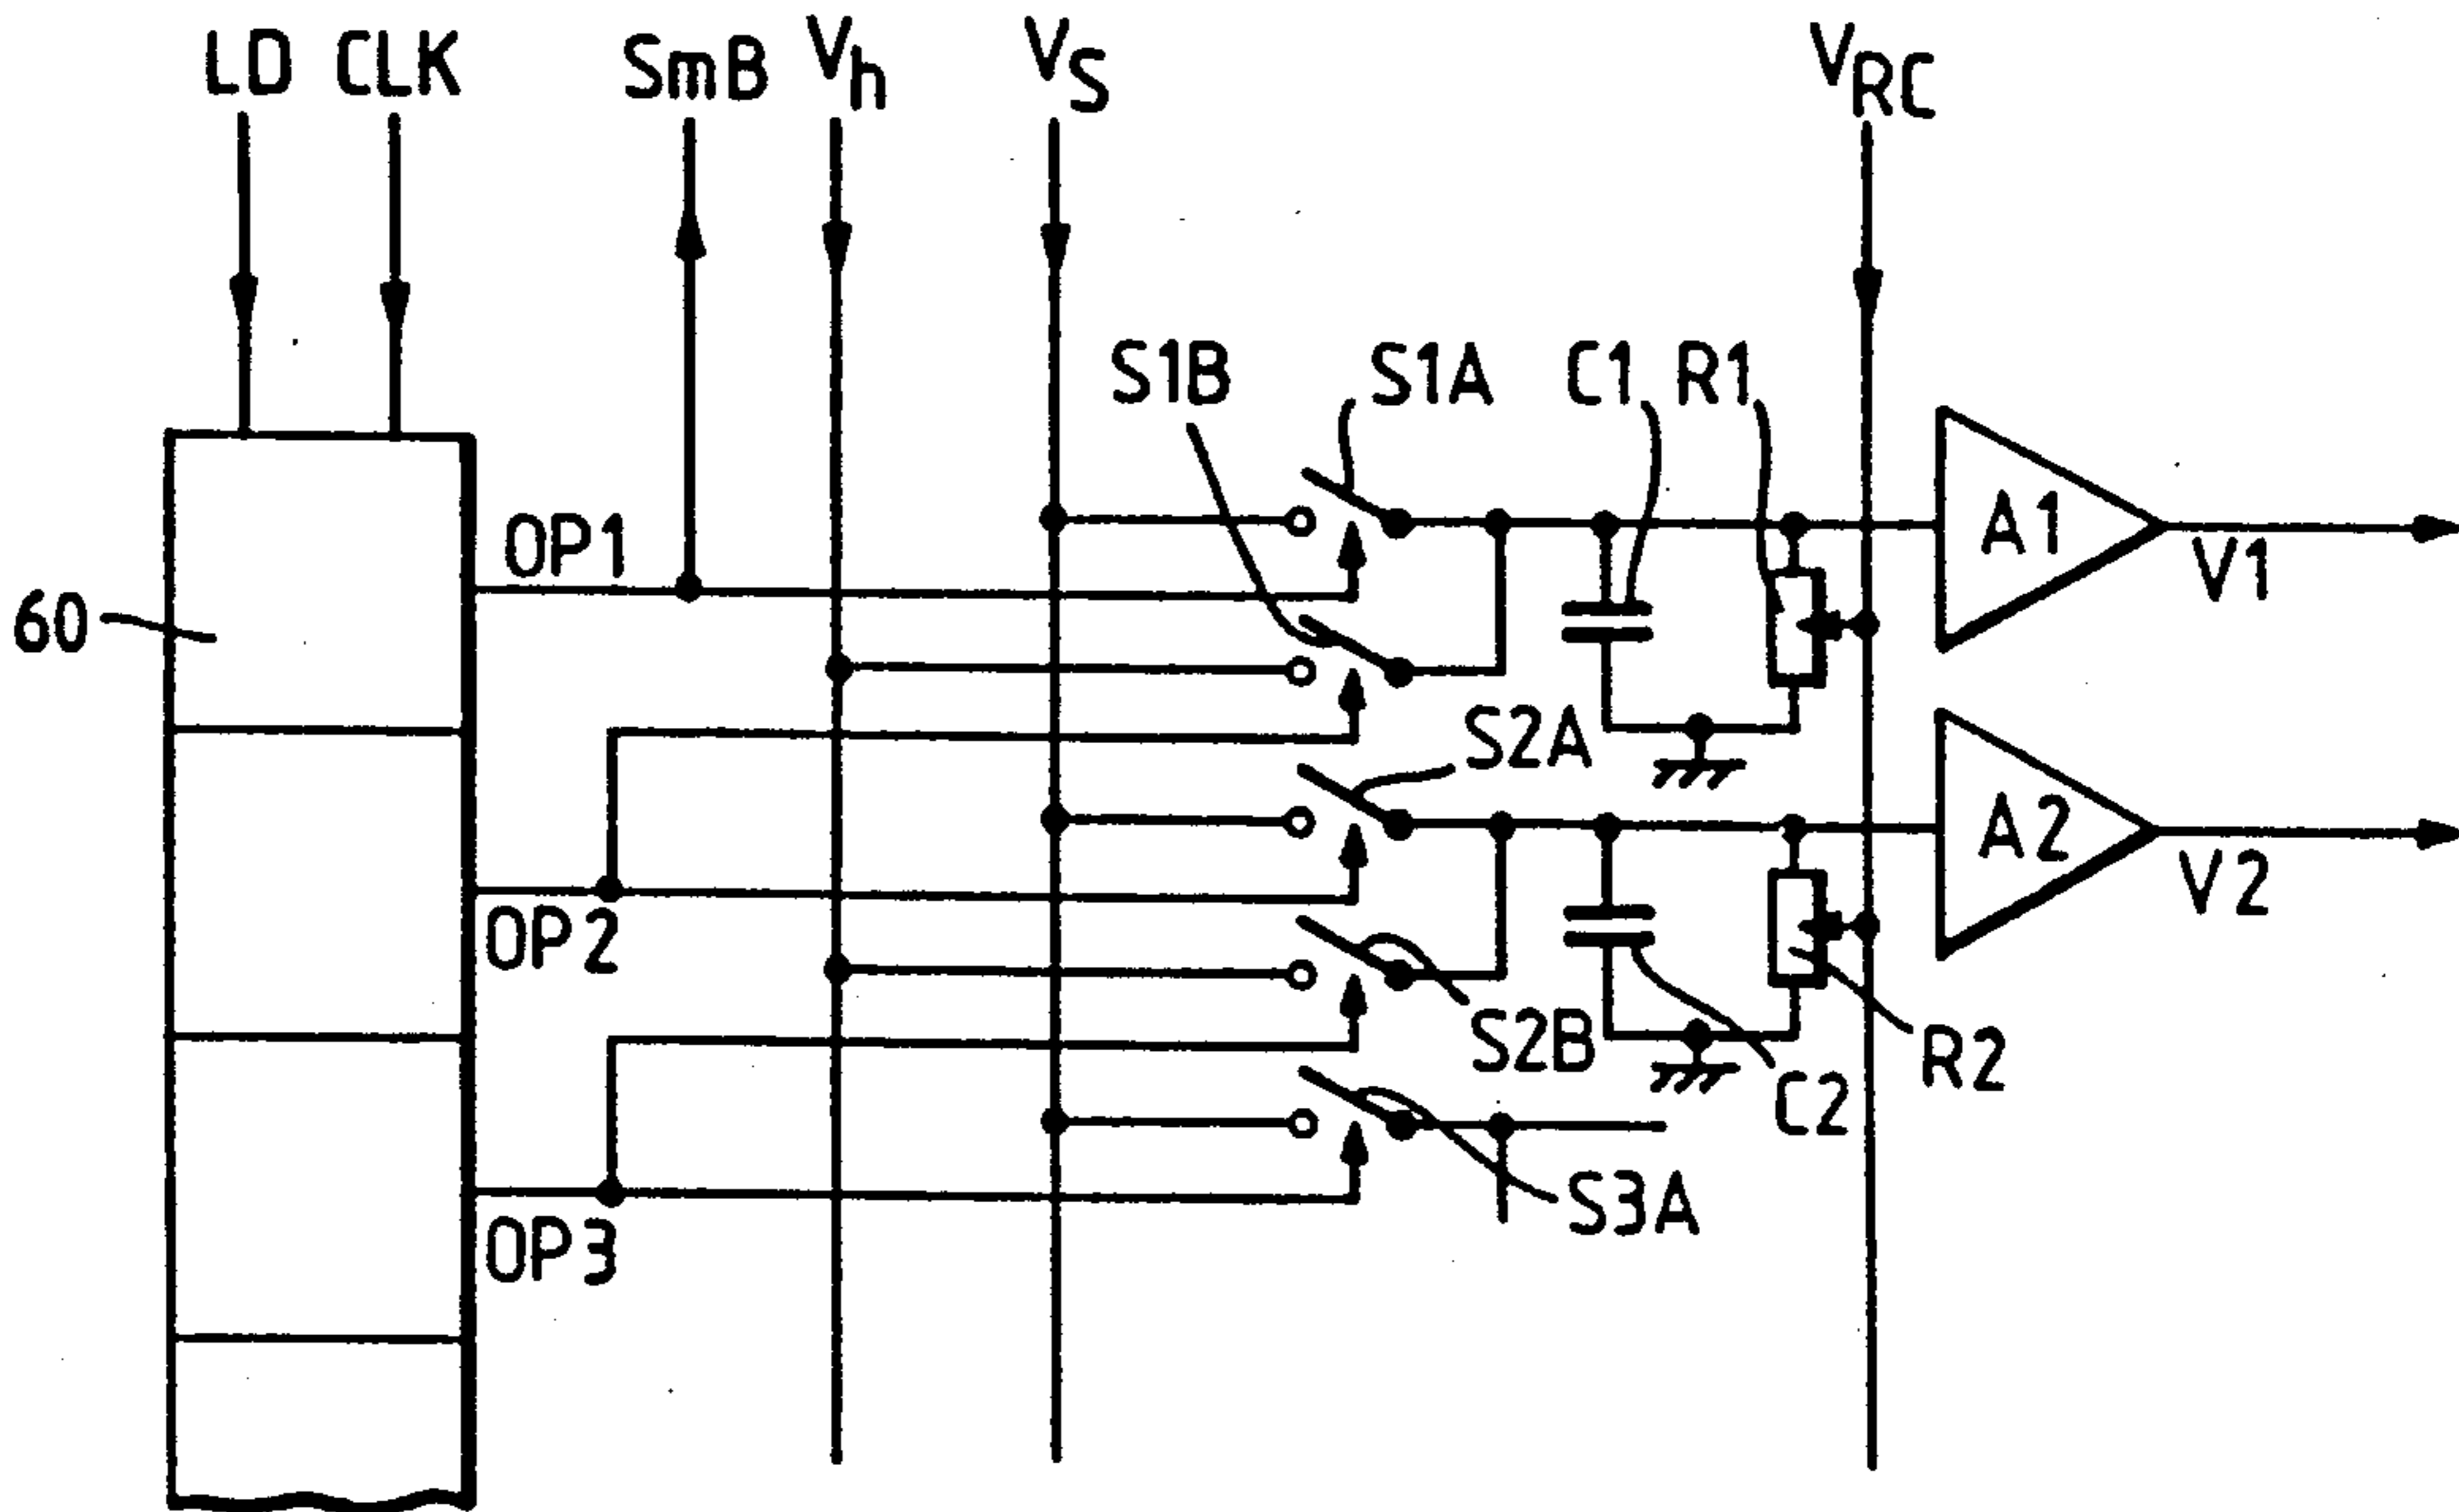 LD CLK SmB Vh VS VRC
S1B S1A C1 R1
A1
OP1
V1
60
S2A
A2
V2
OP2
S2B
R2
C2
S3A
OP3